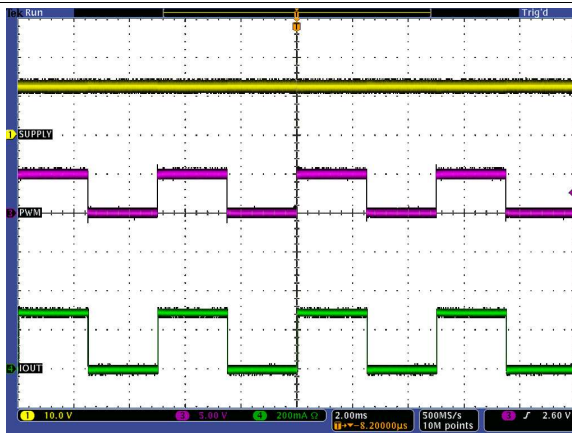 Tek Run Trig'd
T
1 SUPPLY
3 PWM
4 IOUT
1 10.0 V 3 5.00 V 4 200mA Ω 2.00ms 500MS/s 3 2.60 V
T→▼-8.20000µs 10M points